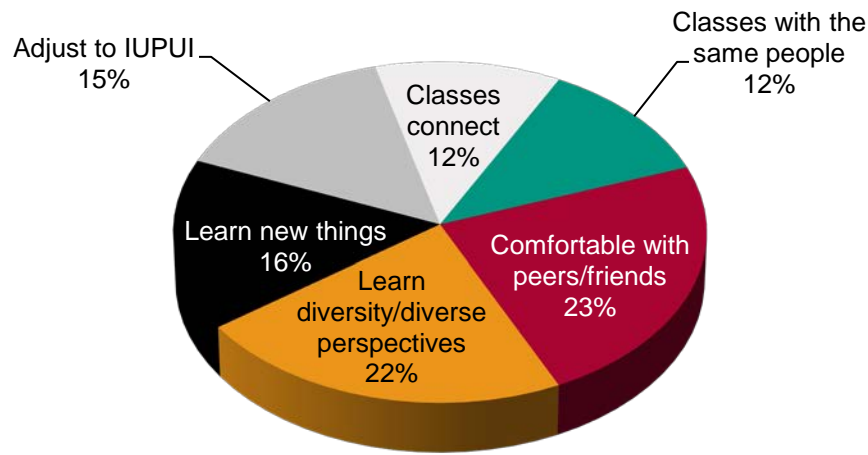 Adjust to IUPUI
15%
Classes
connect
12%
Classes with the
same people
12%
Learn new things
16%
Comfortable with
peers/friends
23%
Learn
diversity/diverse
perspectives
22%